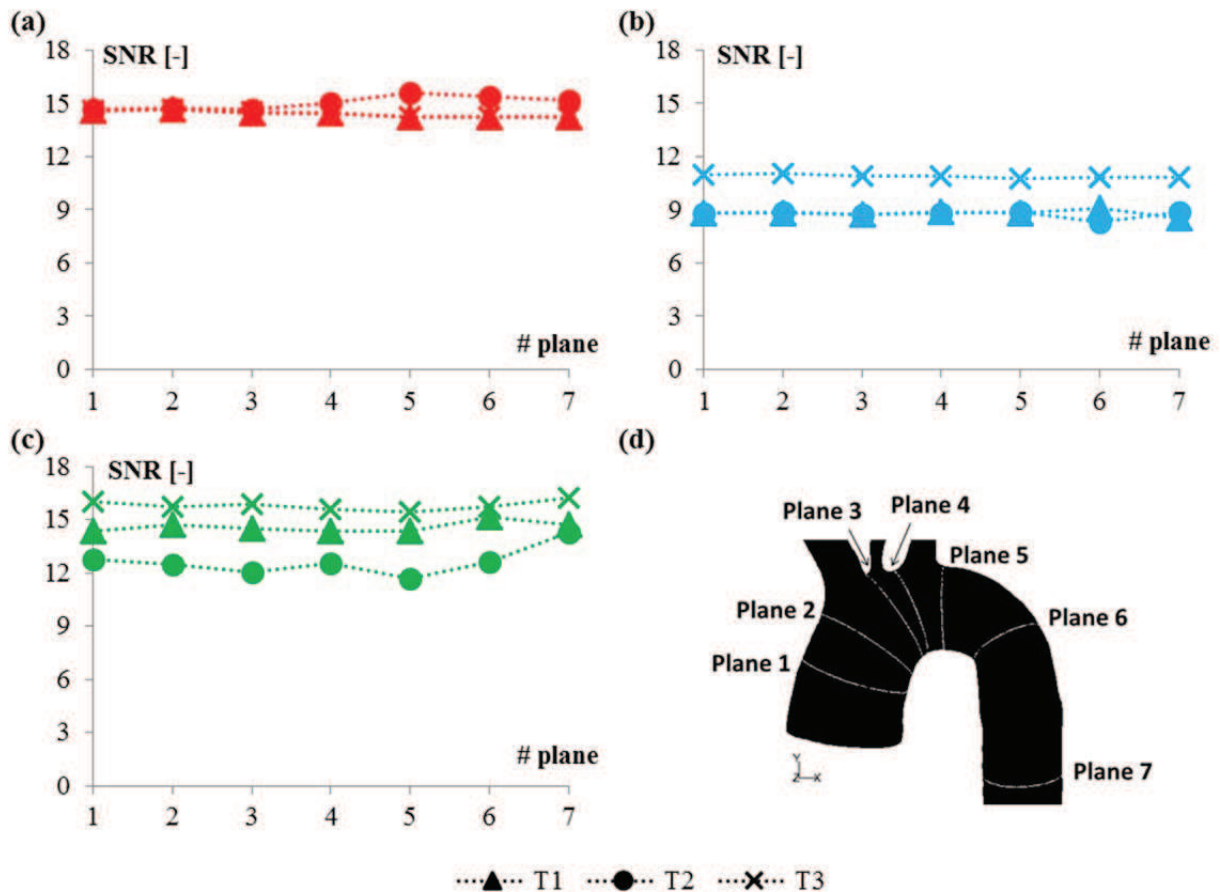 (a)
SNR [-]
18
15
12
9
6
3
0
# plane
1 2 3 4 5 6 7
(b)
SNR [-]
18
15
12
9
6
3
0
# plane
1 2 3 4 5 6 7
(c)
SNR [-]
18
15
12
9
6
3
0
# plane
1 2 3 4 5 6 7
(d)
Plane 3
Plane 4
Plane 5
Plane 2
Plane 6
Plane 1
Y
Z X
Plane 7
T1 T2 T3